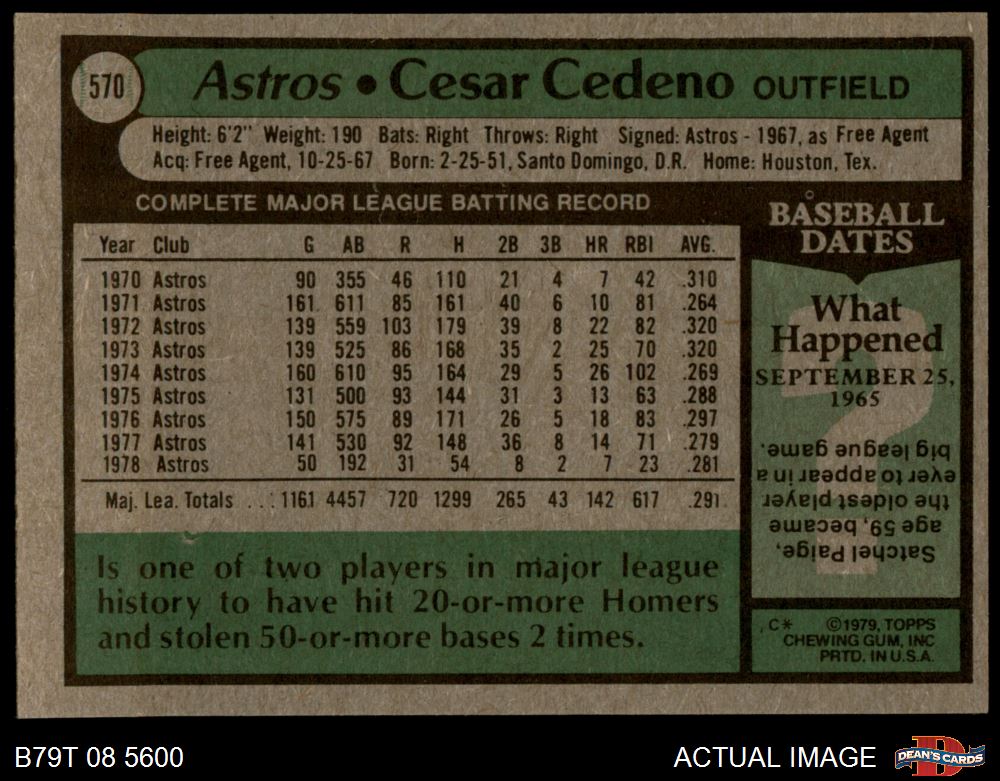 570
Astros • Cesar Cedeno OUTFIELD
Height: 6'2" Weight: 190 Bats: Right Throws: Right Signed: Astros - 1967, as Free Agent
Acq: Free Agent, 10-25-67 Born: 2-25-51, Santo Domingo, D.R. Home: Houston, Tex.
COMPLETE MAJOR LEAGUE BATTING RECORD
Year Club G AB R H 2B 3B HR RBI AVG.
1970 Astros 90 355 46 110 21 4 7 42 .310
1971 Astros 161 611 85 161 40 6 10 81 .264
1972 Astros 139 559 103 179 39 8 22 82 .320
1973 Astros 139 525 86 168 35 2 25 70 .320
1974 Astros 160 610 95 164 29 5 26 102 .269
1975 Astros 131 500 93 144 31 3 13 63 .288
1976 Astros 150 575 89 171 26 5 18 83 .297
1977 Astros 141 530 92 148 36 8 14 71 .279
1978 Astros 50 192 31 54 8 2 7 23 .281
Maj. Lea. Totals . . . 1161 4457 720 1299 265 43 142 617 .291
Is one of two players in major league
history to have hit 20-or-more Homers
and stolen 50-or-more bases 2 times.
BASEBALL
DATES
What
Happened
SEPTEMBER 25,
1965
Satchel Paige,
age 59, became
the oldest player
ever to appear in a
big league game.
C* ©1979, TOPPS
CHEWING GUM, INC
PRTD. IN U.S.A.
B79T 08 5600
ACTUAL IMAGE
D
DEAN'S CARDS